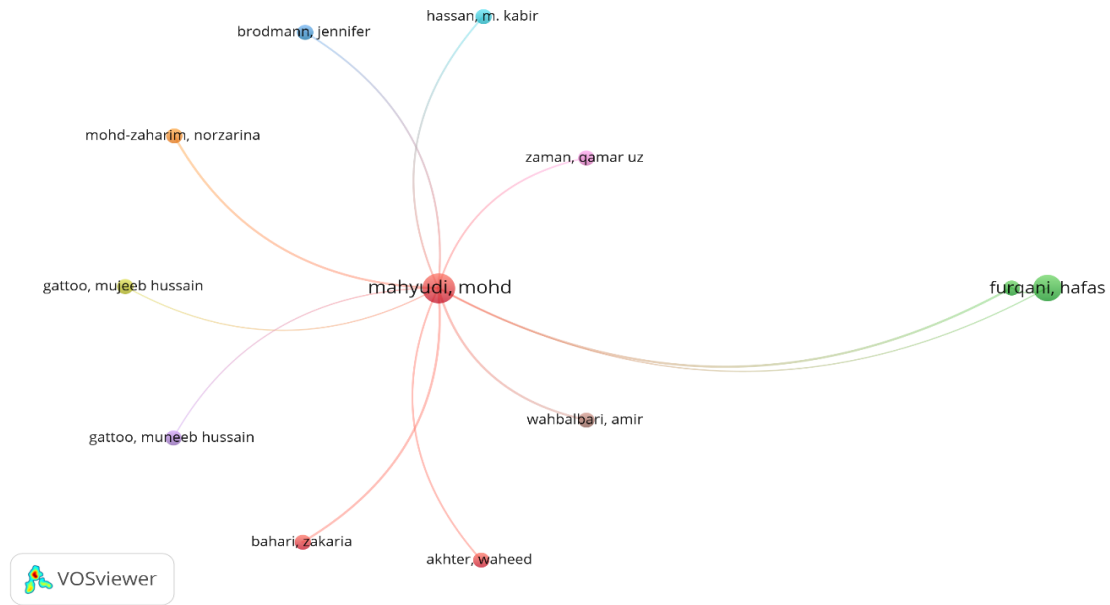 hassan, m. kabir
brodmann, jennifer
mohd-zaharim, norzarina
zaman, qamar uz
gattoo, mujeeb hussain
mahyudi, mohd
furqani, hafas
wahbalbari, amir
gattoo, muneeb hussain
bahari, zakaria
akhter, waheed
VOSviewer